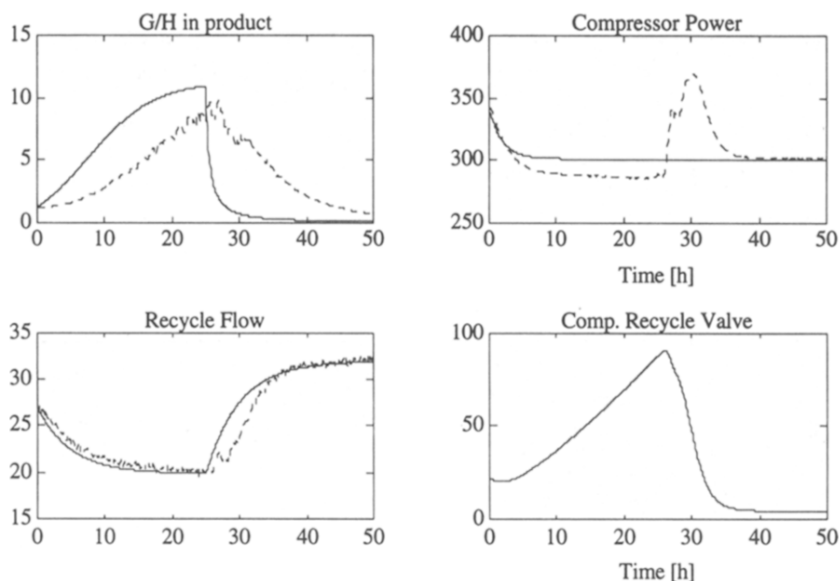 G/H in product
15
10
5
0
0 10 20 30 40 50
Compressor Power
400
350
300
250
0 10 20 30 40 50
Time [h]
Recycle Flow
35
30
25
20
15
0 10 20 30 40 50
Comp. Recycle Valve
100
50
0
0 10 20 30 40 50
Time [h]